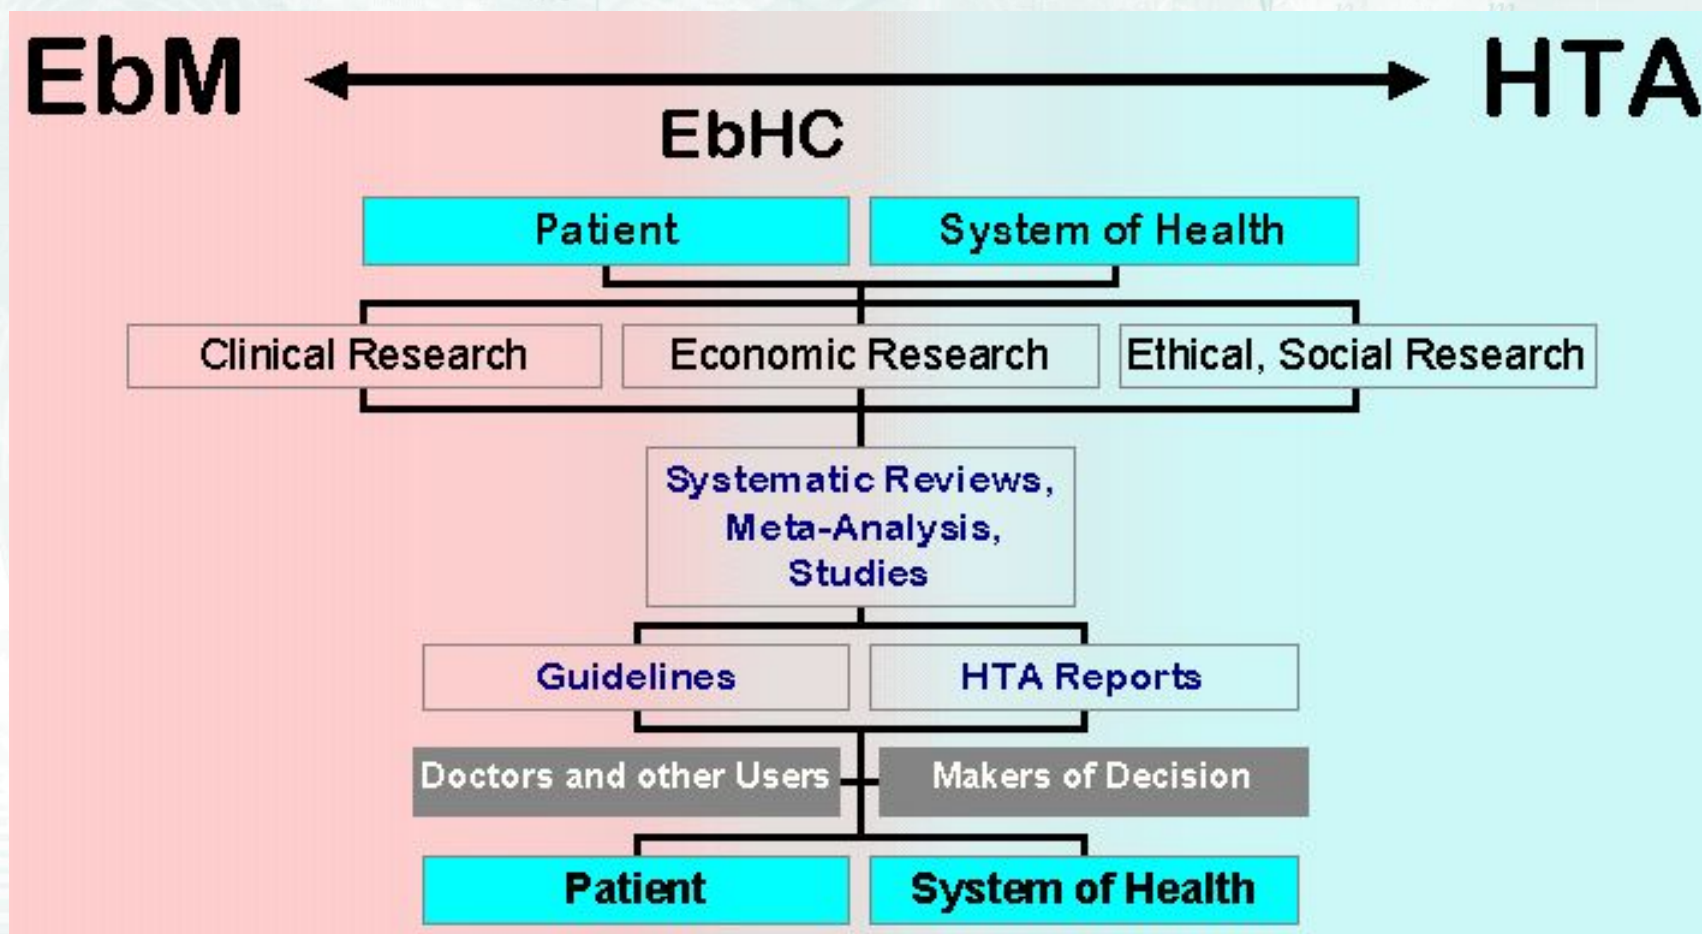 EbM
HTA
EbHC
Patient
System of Health
Clinical Research
Economic Research
Ethical, Social Research
Systematic Reviews,
Meta-Analysis,
Studies
Guidelines
HTA Reports
Doctors and other Users
Makers of Decision
Patient
System of Health